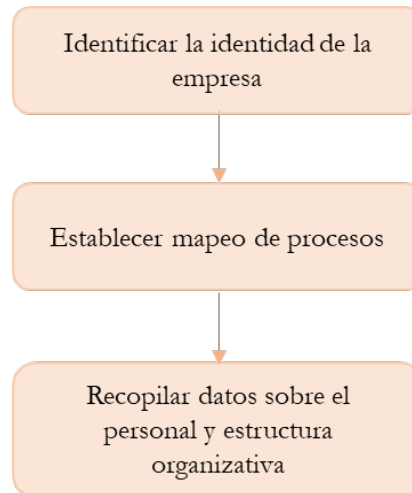 Identificar la identidad de la
empresa
Establecer mapeo de procesos
Recopilar datos sobre el
personal y estructura
organizativa